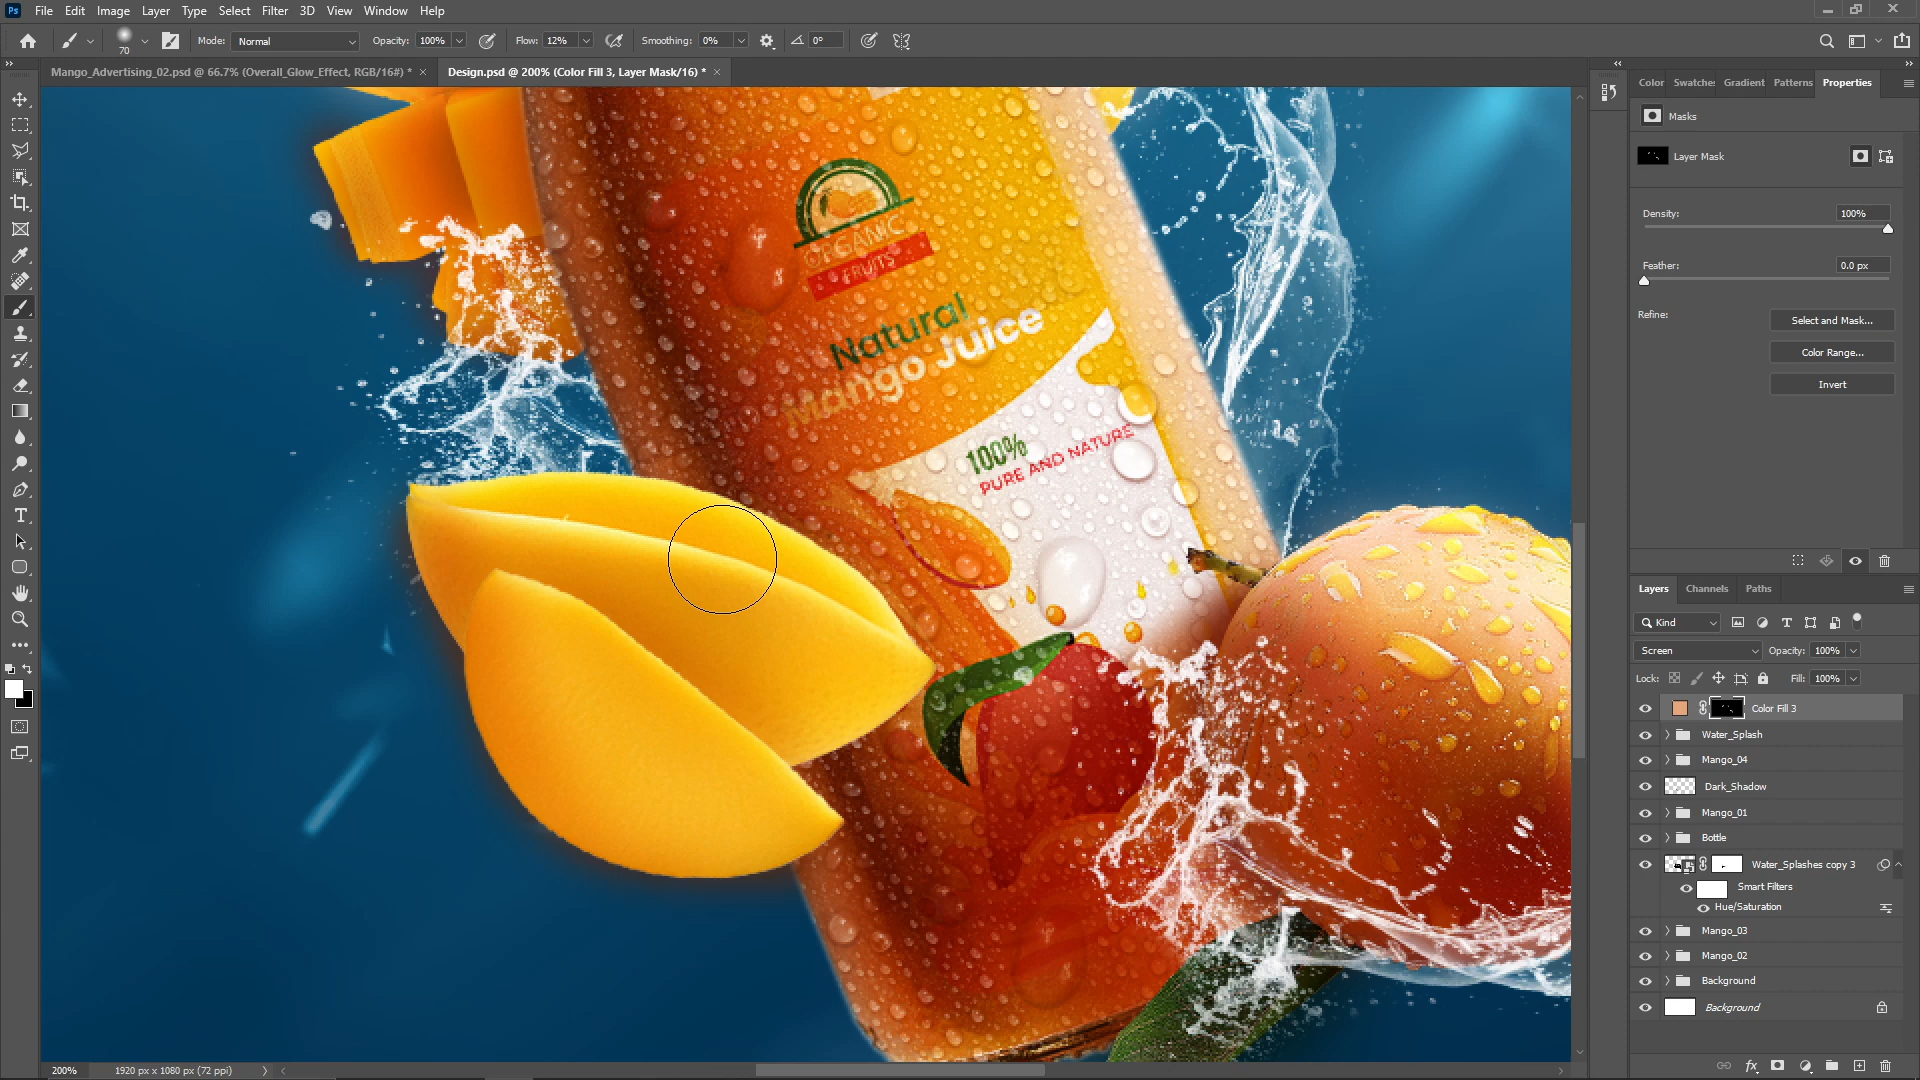 Ps File Edit Image Layer Type Select Filter 3D View Window Help
70 Mode: Normal Opacity: 100% Flow: 12% Smoothing: 0% 0°
Mango_Advertising_02.psd @ 66.7% (Overall_Glow_Effect, RGB/16#) * ×
Design.psd @ 200% (Color Fill 3, Layer Mask/16) * ×
ORGANIC
FRUITS
Natural
Mango Juice
100%
PURE AND NATURE
Color Swatches Gradient Patterns Properties
Masks
Layer Mask
Density: 100%
Feather: 0.0 px
Refine: Select and Mask...
Color Range...
Invert
Layers Channels Paths
Kind
Screen Opacity: 100%
Lock: Fill: 100%
Color Fill 3
Water_Splash
Mango_04
Dark_Shadow
Mango_01
Bottle
Water_Splashes copy 3
Smart Filters
Hue/Saturation
Mango_03
Mango_02
Background
Background
fx
200% 1920 px x 1080 px (72 ppi)